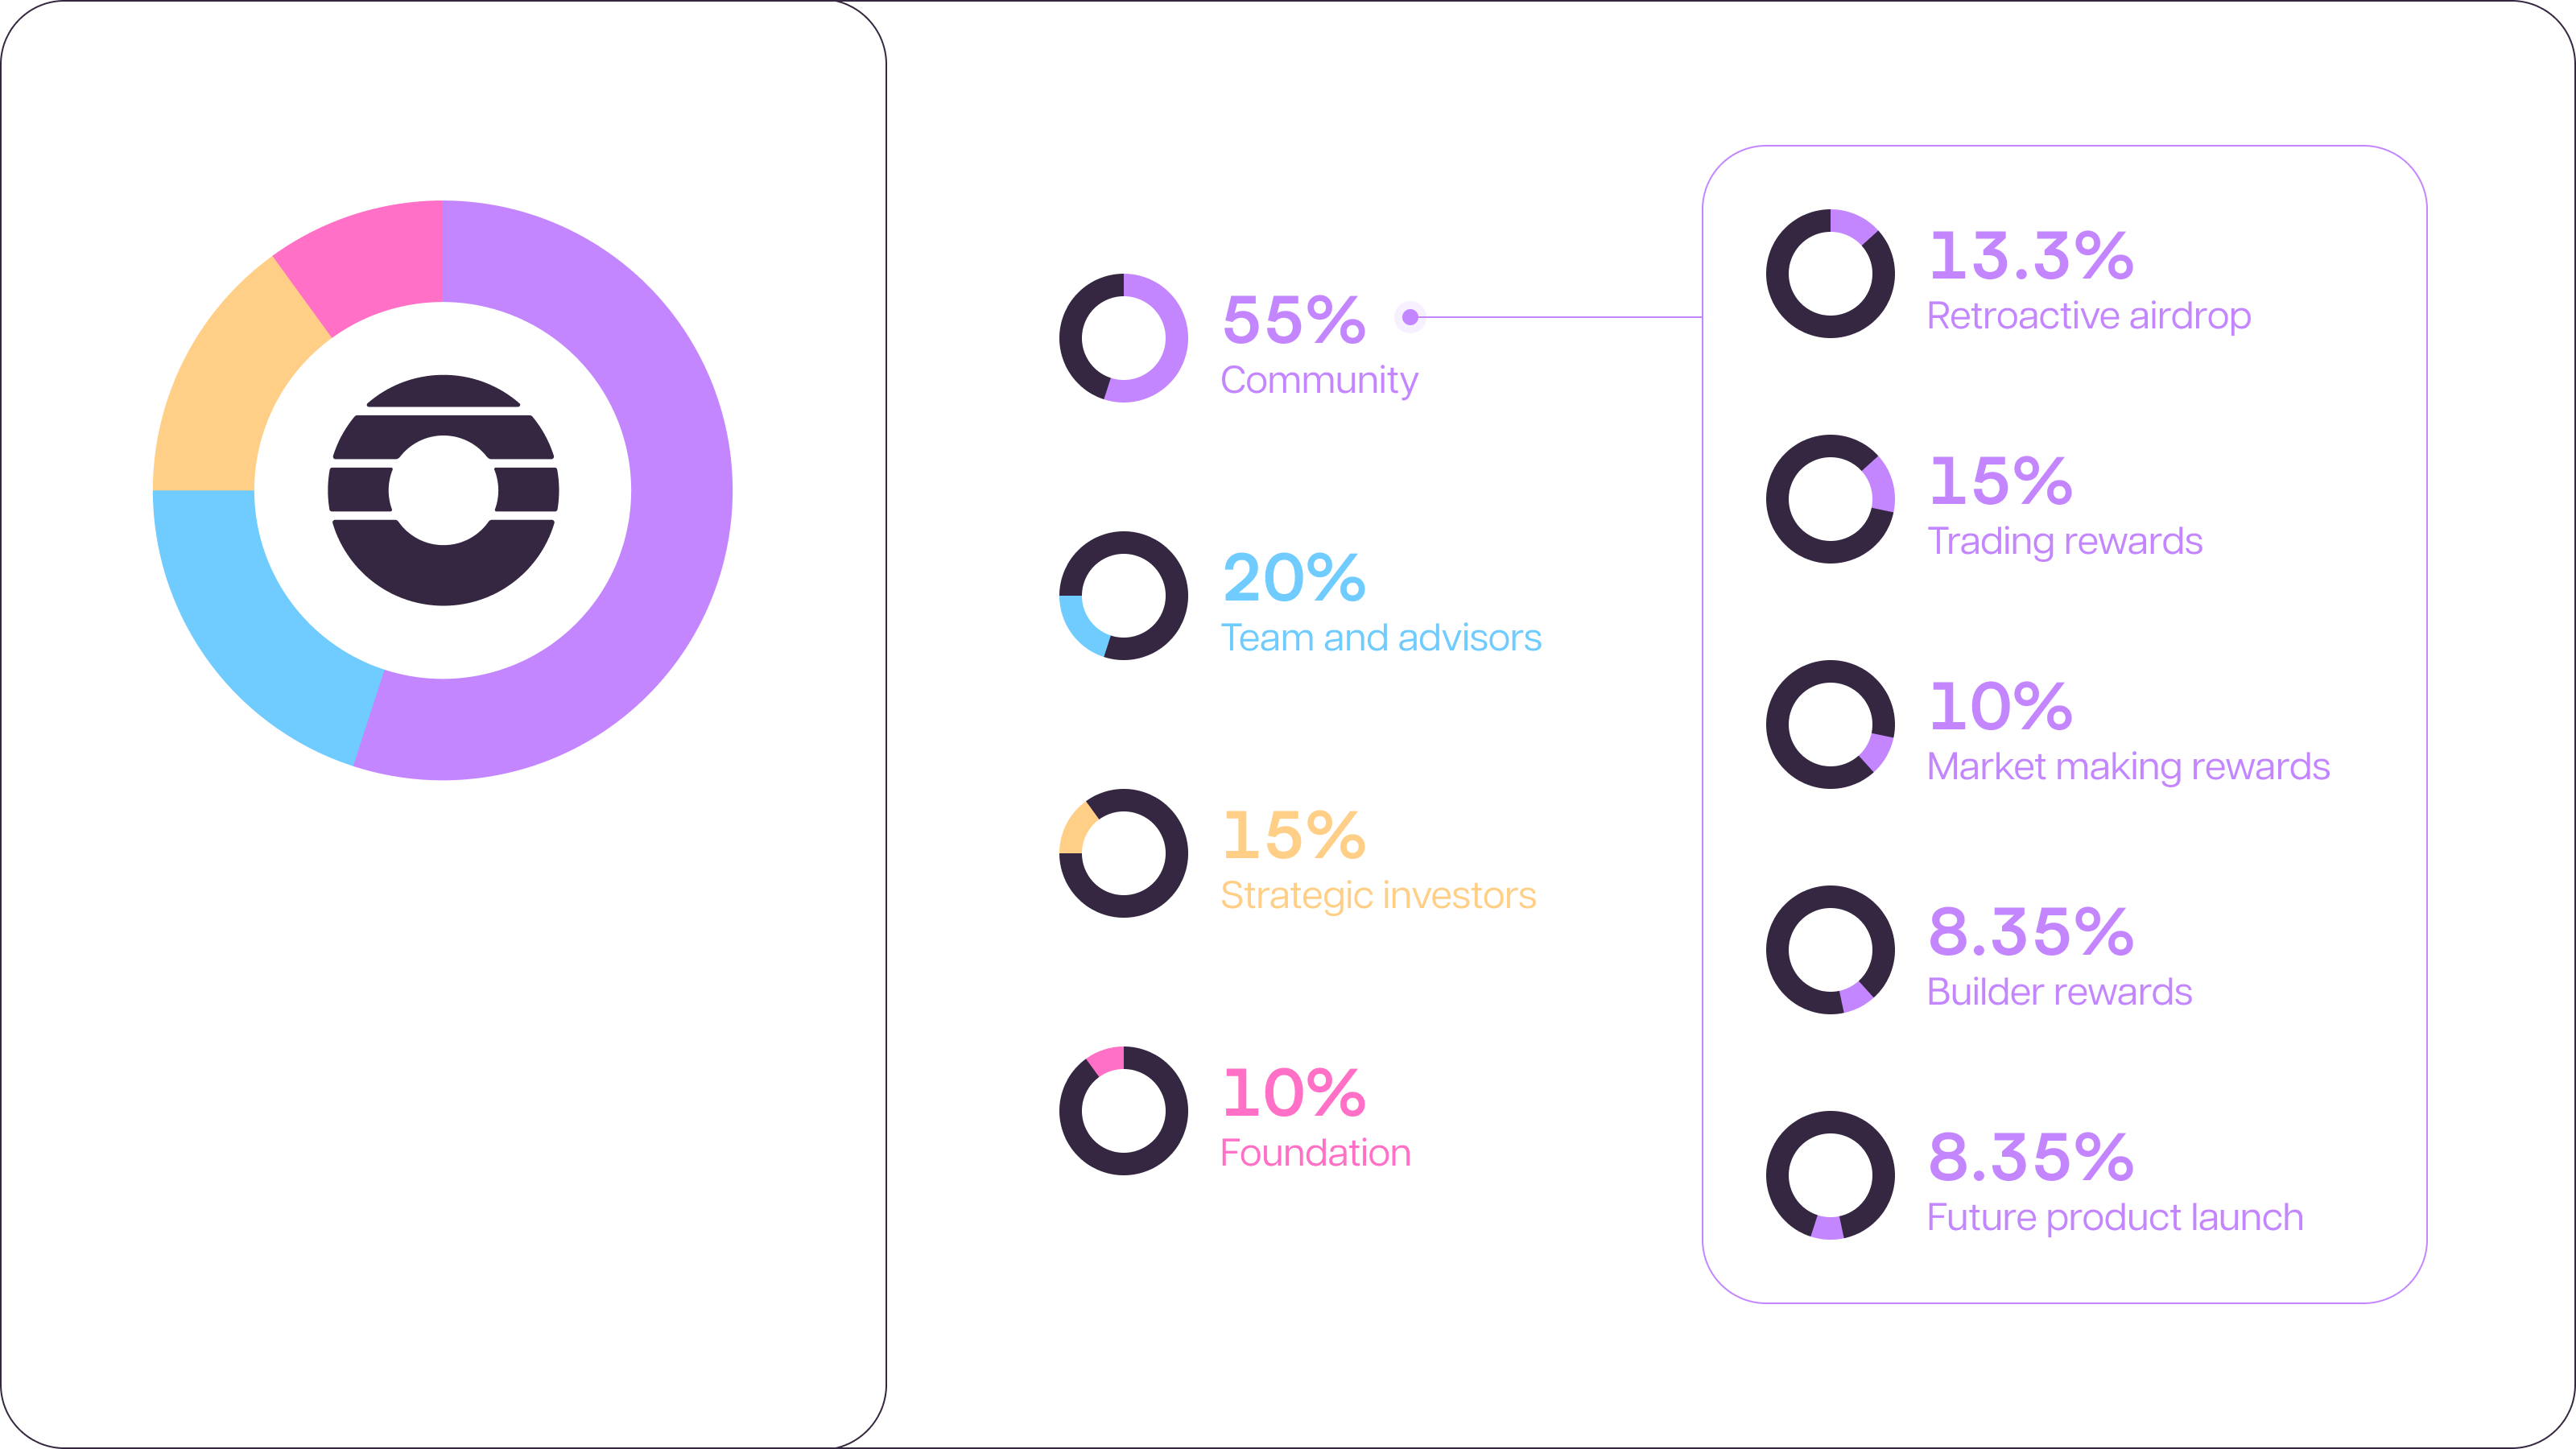 55%
Community
20%
Team and advisors
15%
Strategic investors
10%
Foundation
13.3%
Retroactive airdrop
15%
Trading rewards
10%
Market making rewards
8.35%
Builder rewards
8.35%
Future product launch